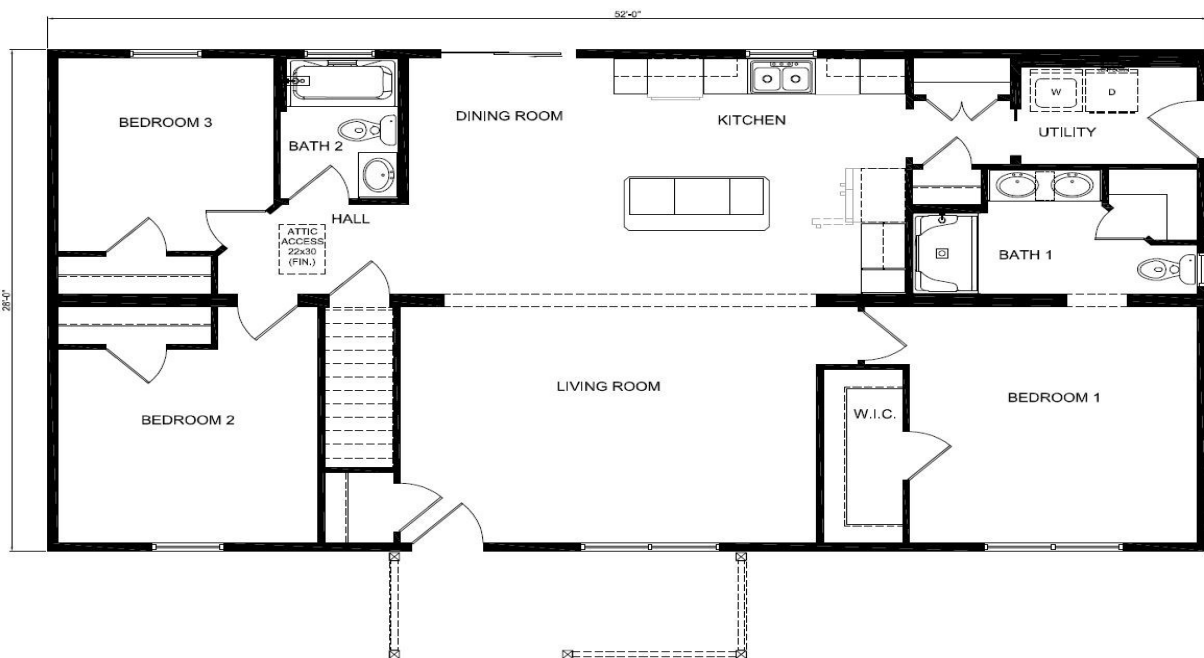 52'-0"
BEDROOM 3
BATH 2
DINING ROOM
KITCHEN
W
D
UTILITY
HALL
ATTIC
ACCESS
22x30
(FIN.)
BATH 1
28'-0"
BEDROOM 2
LIVING ROOM
W.I.C.
BEDROOM 1